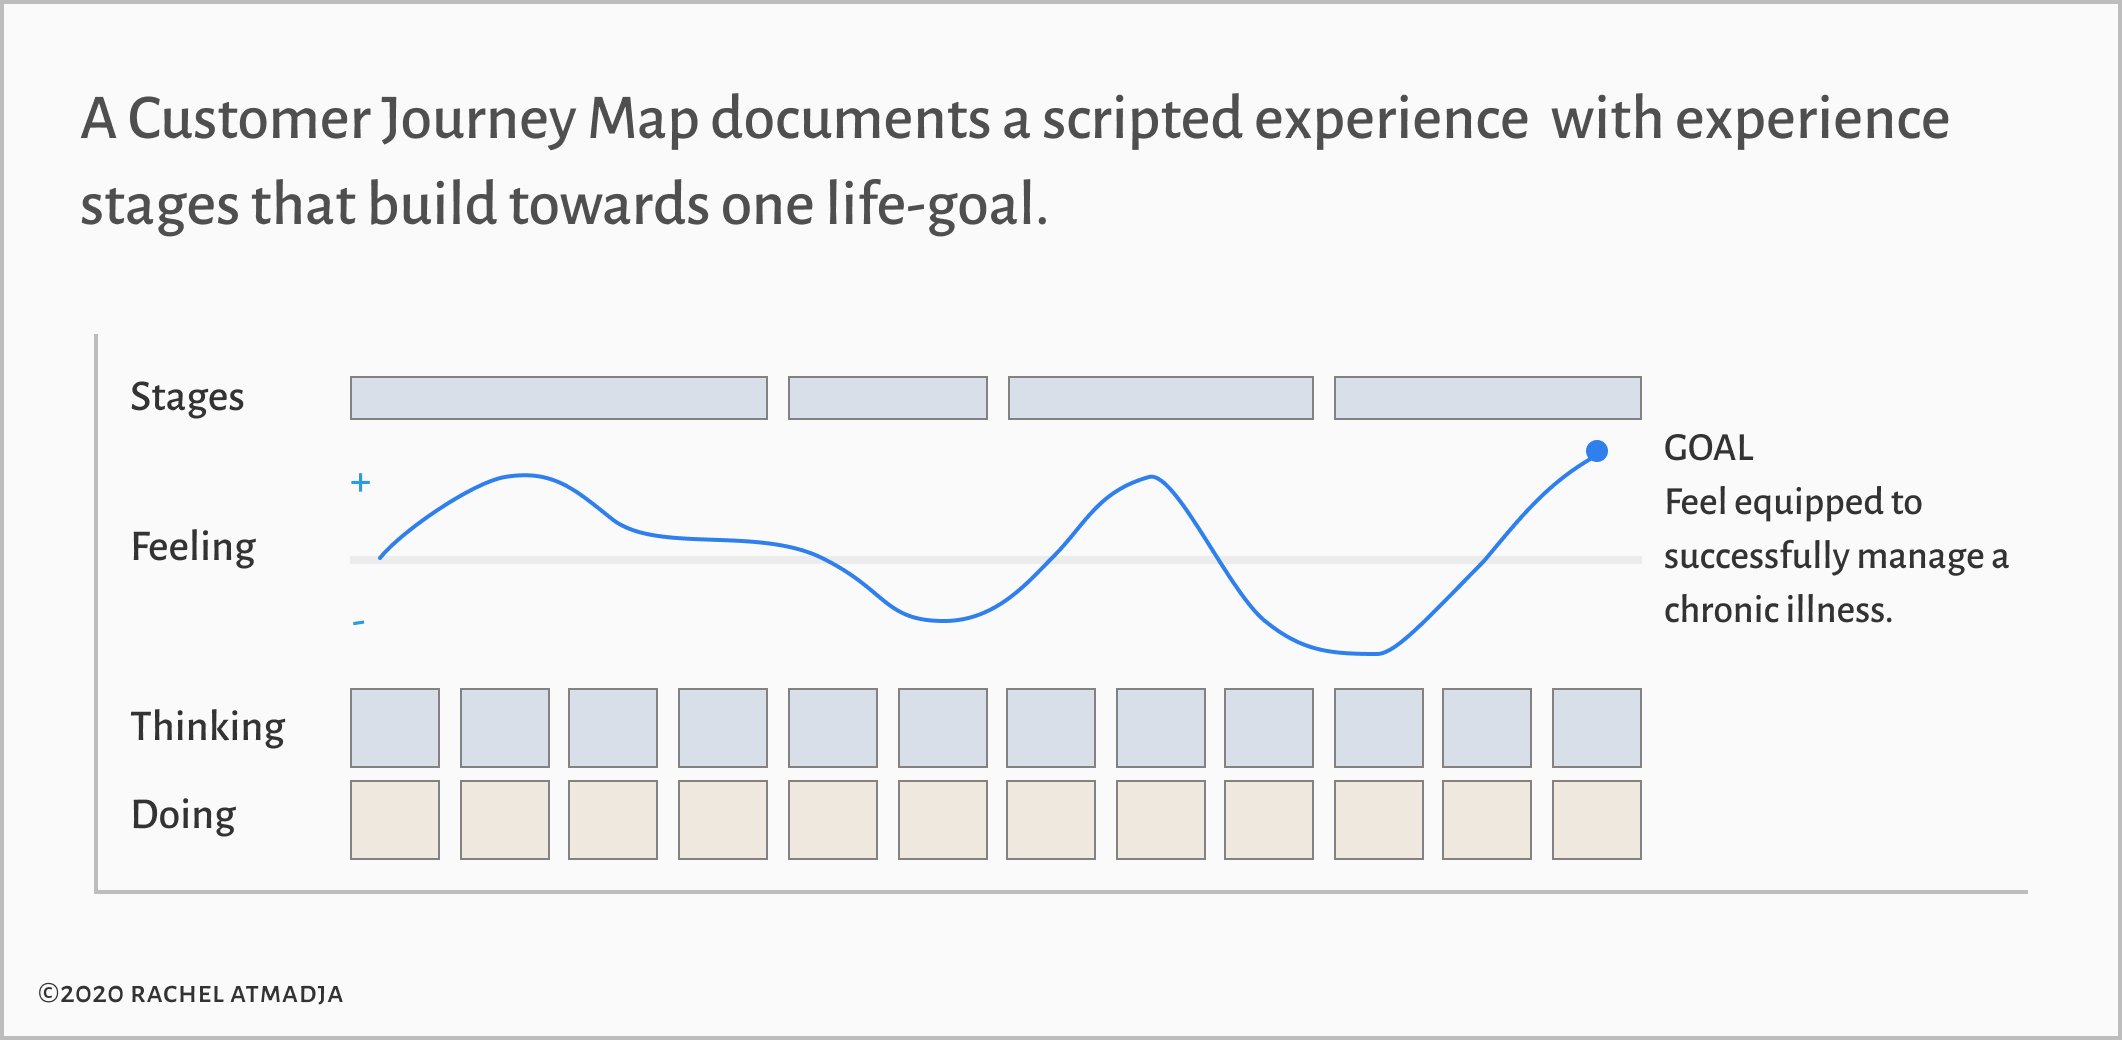 A Customer Journey Map documents a scripted experience  with experience
stages that build towards one life-goal.
Stages
+
Feeling
-
Thinking
Doing
GOAL
Feel equipped to
successfully manage a
chronic illness.
©2020 RACHEL ATMADJA